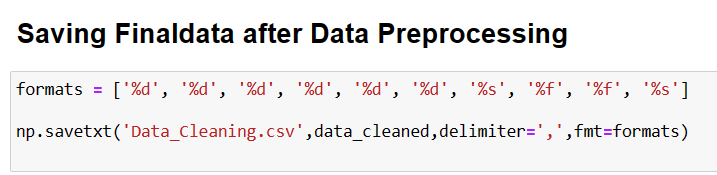 Saving Finaldata after Data Preprocessing
formats = ['%d', '%d', '%d', '%d', '%d', '%d', '%s', '%f', '%f', '%s']
np.savetxt('Data_Cleaning.csv',data_cleaned,delimiter=',',fmt=formats)